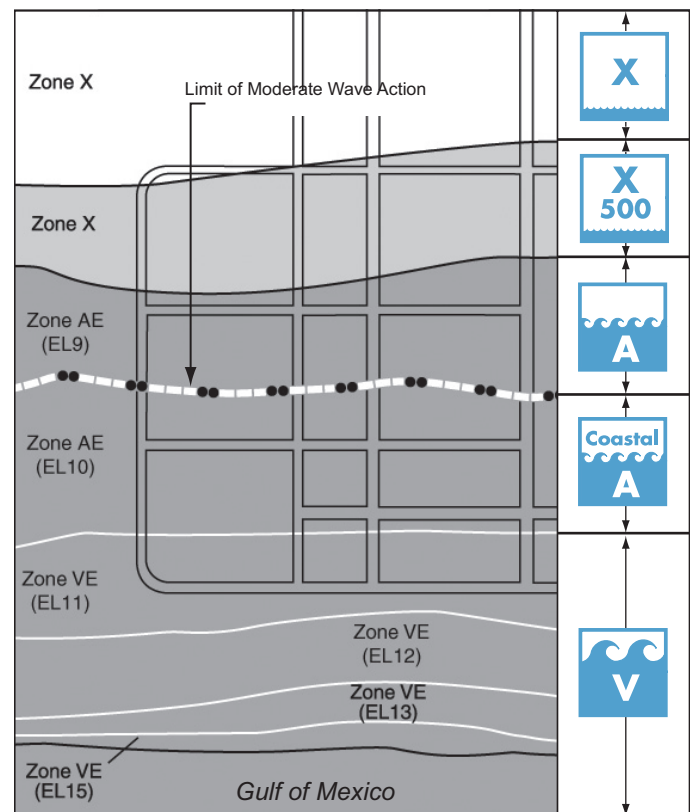 Zone X
Limit of Moderate Wave Action
X
Zone X
X
500
Zone AE
(EL9)
A
Zone AE
(EL10)
Coastal
A
Zone VE
(EL11)
Zone VE
(EL12)
V
Zone VE
(EL13)
Zone VE
(EL15)
Gulf of Mexico